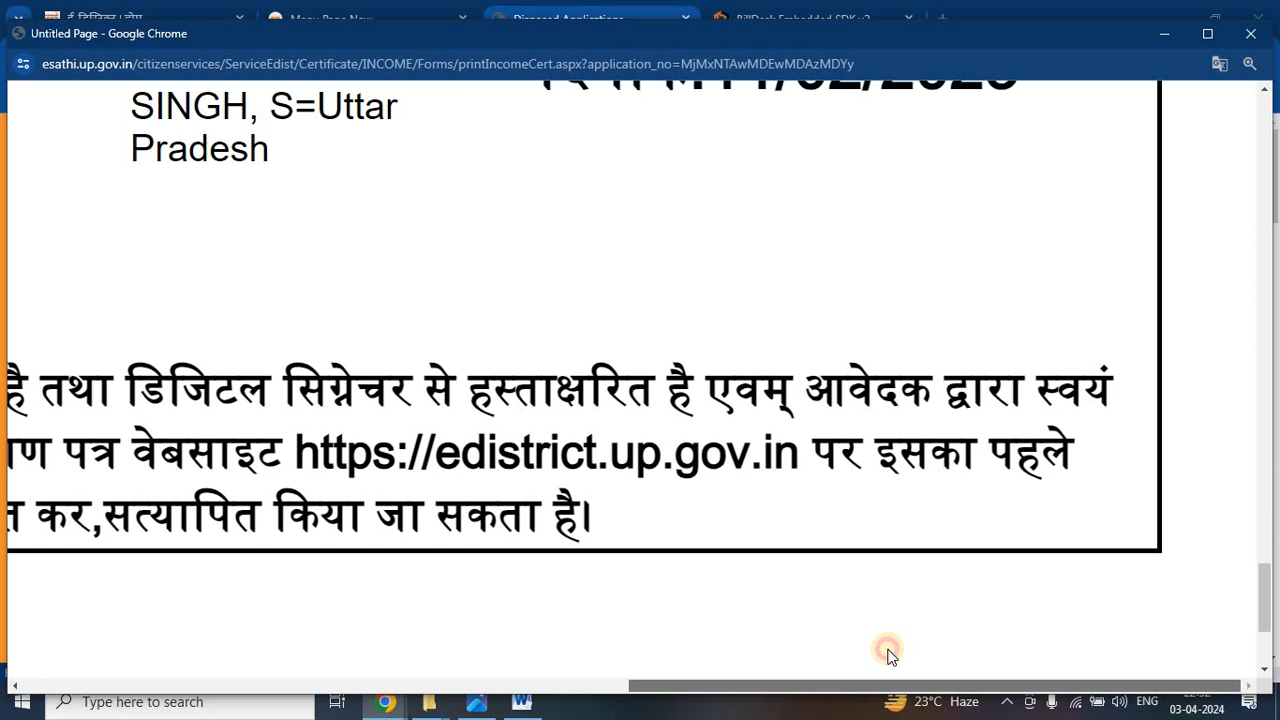 Disposed Applications
Untitled Page - Google Chrome
esathi.up.gov.in/citizenservices/ServiceEdist/Certificate/INCOME/Forms/printIncomeCert.aspx?application_no=MjMxNTAwMDEwMDAzMDYy
SINGH, S=Uttar
Pradesh
है तथा डिजिटल सिग्नेचर से हस्ताक्षरित है एवम् आवेदक द्वारा स्वयं
पत्र वेबसाइट https://edistrict.up.gov.in पर इसका पहले
कर,सत्यापित किया जा सकता है।
Type here to search
23°C Haze
ENG
03-04-2024